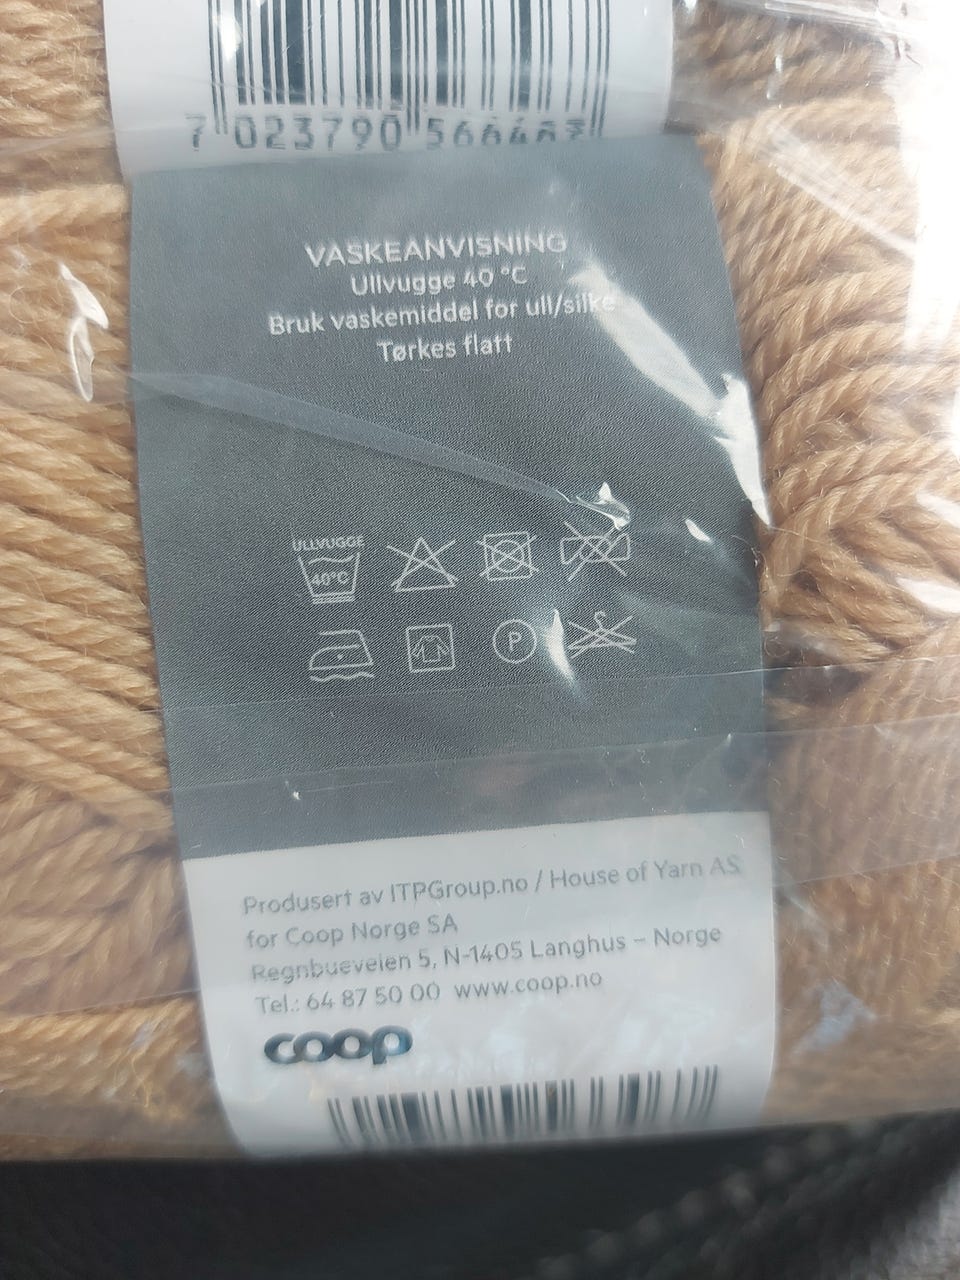 7 023790 566463
VASKEANVISNING
Ullvugge 40 °C
Bruk vaskemiddel for ull/silke
Tørkes flatt
ULLVUGGE
40°C
P
Produsert av ITPGroup.no / House of Yarn AS
for Coop Norge SA
Regnbueveien 5, N-1405 Langhus – Norge
Tel.: 64 87 50 00 www.coop.no
coop